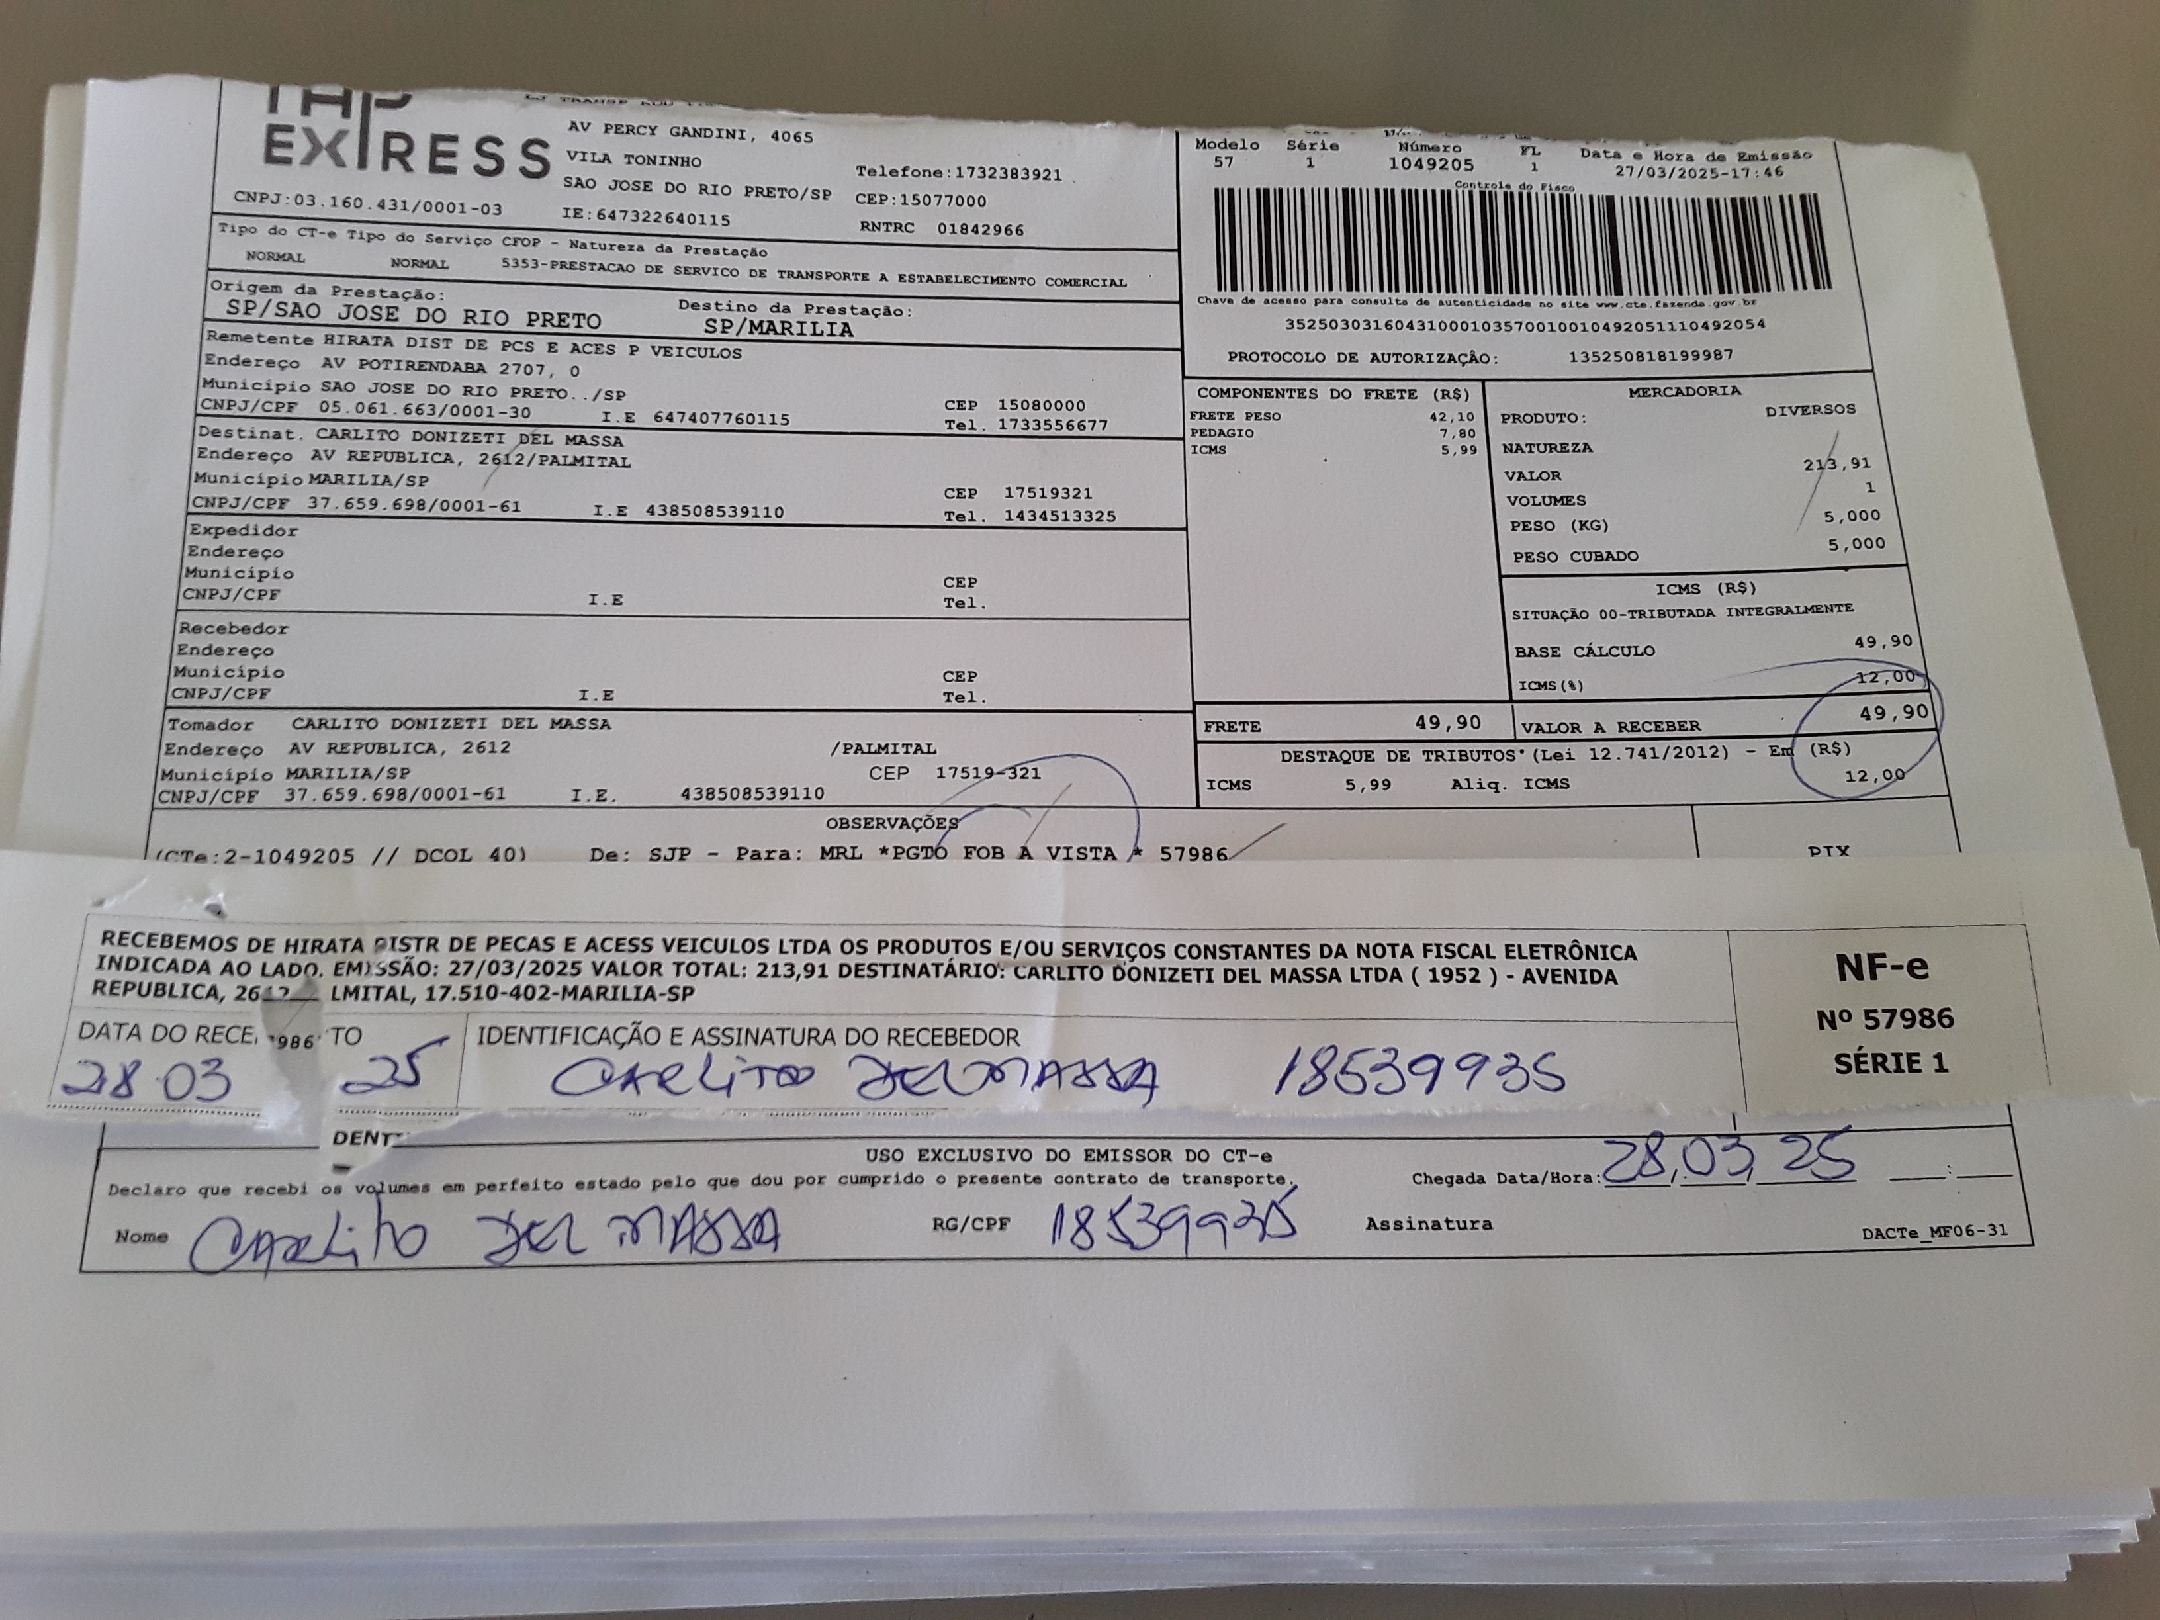 EXPRESS
AV PERCY GANDINI, 4065
VILA TONINHO
Telefone:1732383921
SAO JOSE DO RIO PRETO/SP CEP:15077000
CNPJ:03.160.431/0001-03 IE:647322640115 RNTRC 01842966
Modelo Série Número FL Data e Hora de Emissão
57 1 1049205 1 27/03/2025-17:46
Controle do Fisco
Chave de acesso para consulta de autenticidade no site www.cte.fazenda.gov.br
35250303160431000103570010010492051110492054
PROTOCOLO DE AUTORIZAÇÃO: 135250818199987
Tipo do CT-e Tipo do Serviço CFOP - Natureza da Prestação
NORMAL NORMAL 5353-PRESTACAO DE SERVICO DE TRANSPORTE A ESTABELECIMENTO COMERCIAL
Origem da Prestação: Destino da Prestação:
SP/SAO JOSE DO RIO PRETO SP/MARILIA
Remetente HIRATA DIST DE PCS E ACES P VEICULOS
Endereço AV POTIRENDABA 2707, 0
Município SAO JOSE DO RIO PRETO../SP CEP 15080000
CNPJ/CPF 05.061.663/0001-30 I.E 647407760115 Tel. 1733556677
Destinat. CARLITO DONIZETI DEL MASSA
Endereço AV REPUBLICA, 2612/PALMITAL
Município MARILIA/SP CEP 17519321
CNPJ/CPF 37.659.698/0001-61 I.E 438508539110 Tel. 1434513325
Expedidor
Endereço
Município CEP
CNPJ/CPF I.E Tel.
Recebedor
Endereço
Município CEP
CNPJ/CPF I.E Tel.
Tomador CARLITO DONIZETI DEL MASSA
Endereço AV REPUBLICA, 2612 /PALMITAL
Município MARILIA/SP CEP 17519-321
CNPJ/CPF 37.659.698/0001-61 I.E. 438508539110
COMPONENTES DO FRETE (R$)
FRETE PESO 42,10
PEDAGIO 7,80
ICMS 5,99
MERCADORIA
PRODUTO: DIVERSOS
NATUREZA
VALOR 213,91
VOLUMES 1
PESO (KG) 5,000
PESO CUBADO 5,000
ICMS (R$)
SITUAÇÃO 00-TRIBUTADA INTEGRALMENTE
BASE CÁLCULO 49,90
ICMS(%) 12,00
FRETE 49,90 VALOR A RECEBER 49,90
DESTAQUE DE TRIBUTOS (Lei 12.741/2012) - Em (R$)
ICMS 5,99 Aliq. ICMS 12,00
OBSERVAÇÕES
(CTe:2-1049205 // DCOL 40) De: SJP - Para: MRL *PGTO FOB A VISTA * 57986
PIX
RECEBEMOS DE HIRATA DISTR DE PECAS E ACESS VEICULOS LTDA OS PRODUTOS E/OU SERVIÇOS CONSTANTES DA NOTA FISCAL ELETRÔNICA
INDICADA AO LADO. EMISSÃO: 27/03/2025 VALOR TOTAL: 213,91 DESTINATÁRIO: CARLITO DONIZETI DEL MASSA LTDA ( 1952 ) - AVENIDA
REPUBLICA, 2612 LMITAL, 17.510-402-MARILIA-SP
NF-e
Nº 57986
SÉRIE 1
DATA DO RECE 986 TO IDENTIFICAÇÃO E ASSINATURA DO RECEBEDOR
28 03 25 CARLITO DEL MASSA 18539935
DENT
USO EXCLUSIVO DO EMISSOR DO CT-e
Declaro que recebi os volumes em perfeito estado pelo que dou por cumprido o presente contrato de transporte. Chegada Data/Hora: 28,03, 25 __:__
Nome CARLITO DEL MASSA RG/CPF 18539935 Assinatura
DACTe_MF06-31